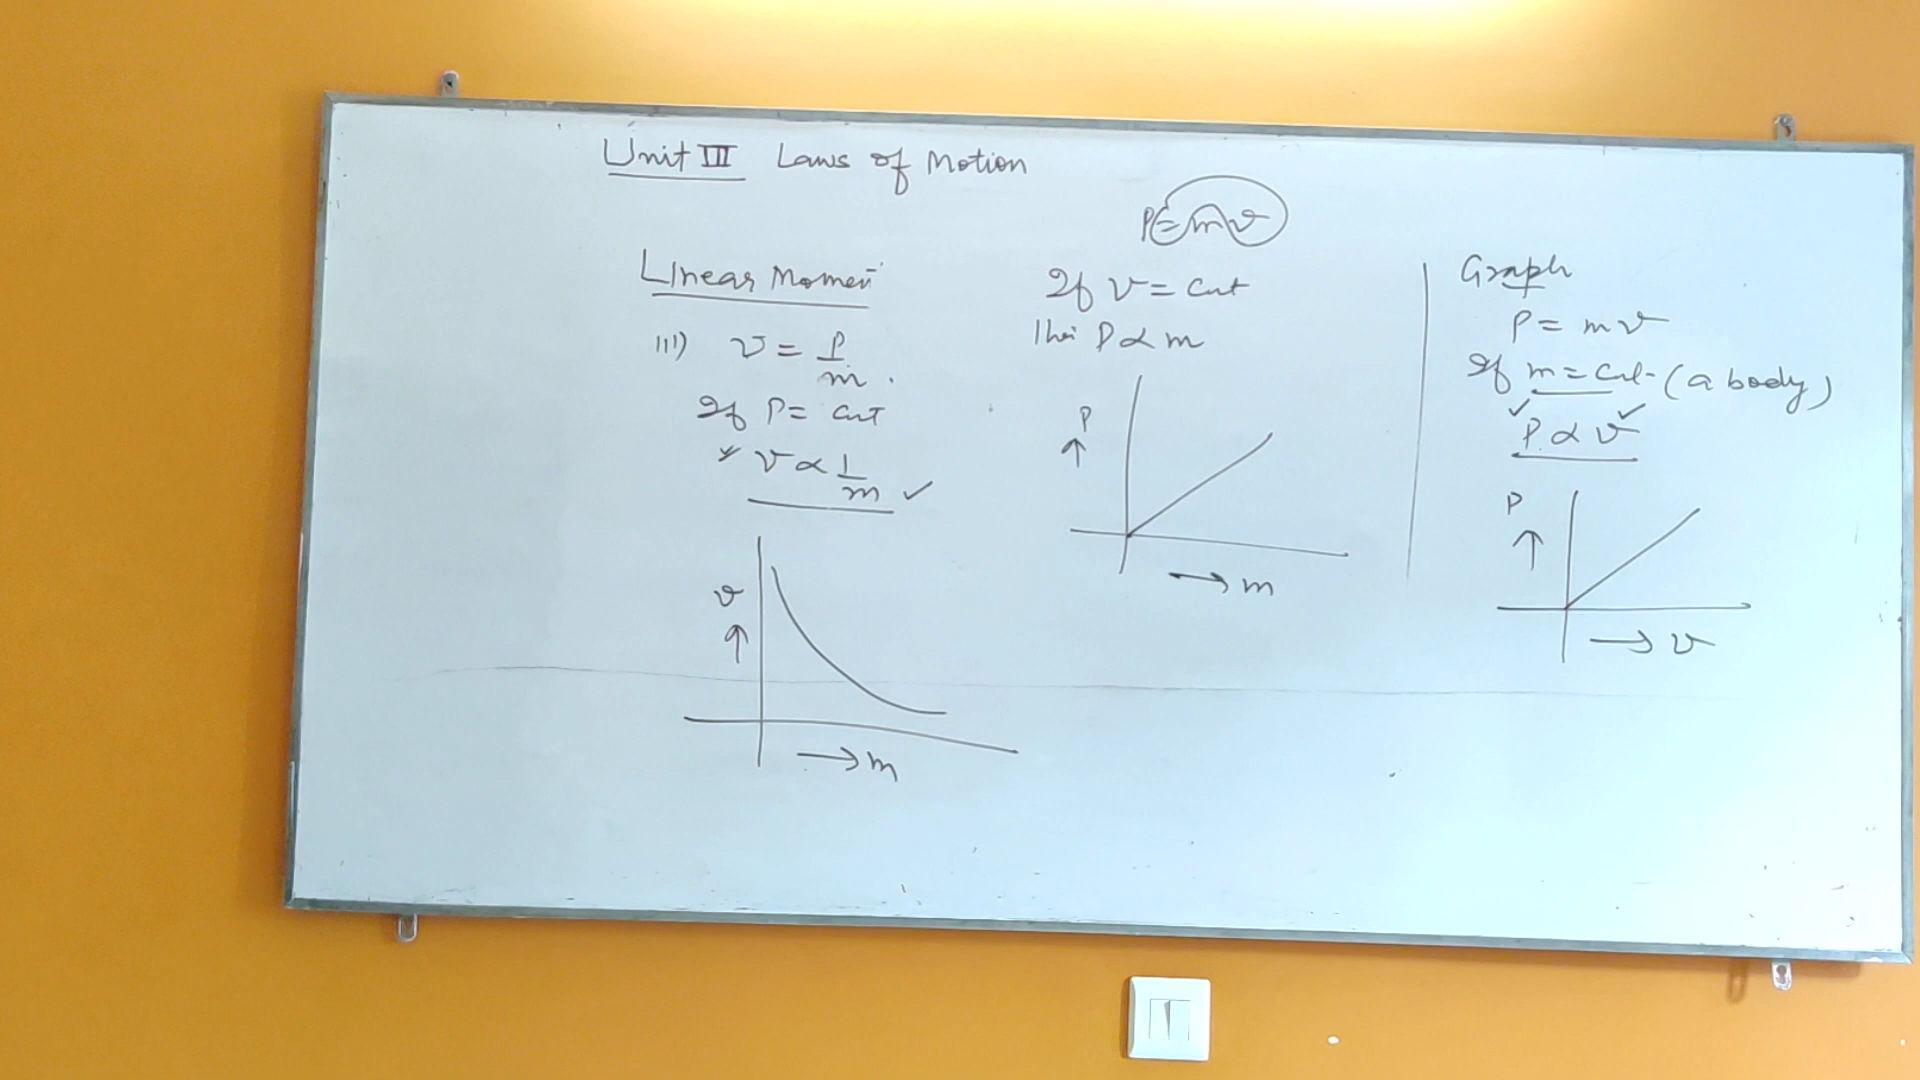 Unit III Laws of Motion
P = mv
Linear Momen
III) v = P/m .
If P = cnt
✓ v ∝ 1/m ✓
v
↑
→ m
If v = cnt
P ∝ m
P
↑
→ m
Graph
P = mv
If m = cnt - (a body)
✓ ✓
P ∝ v
P
↑
→ v